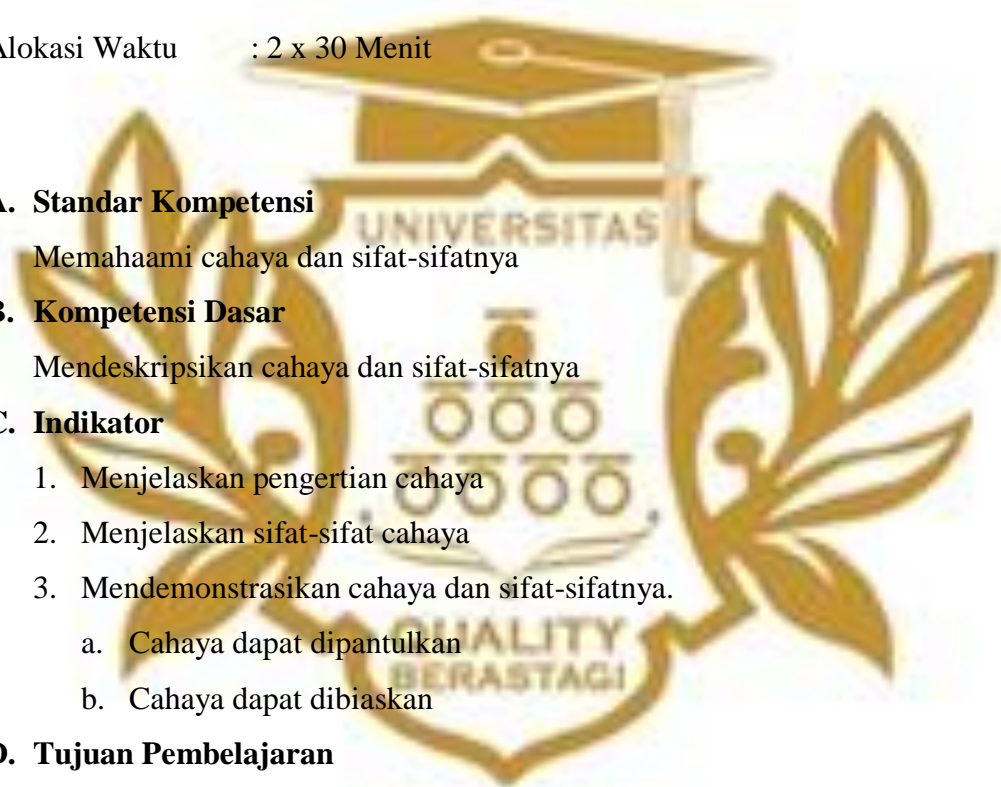 Alokasi Waktu : 2 x 30 Menit
A. Standar Kompetensi
UNIVERSITAS
Memahaami cahaya dan sifat-sifatnya
B. Kompetensi Dasar
Mendeskripsikan cahaya dan sifat-sifatnya
C. Indikator
1. Menjelaskan pengertian cahaya
2. Menjelaskan sifat-sifat cahaya
3. Mendemonstrasikan cahaya dan sifat-sifatnya.
a. Cahaya dapat dipantulkan
QUALITY
BERASTAGI
b. Cahaya dapat dibiaskan
D. Tujuan Pembelajaran